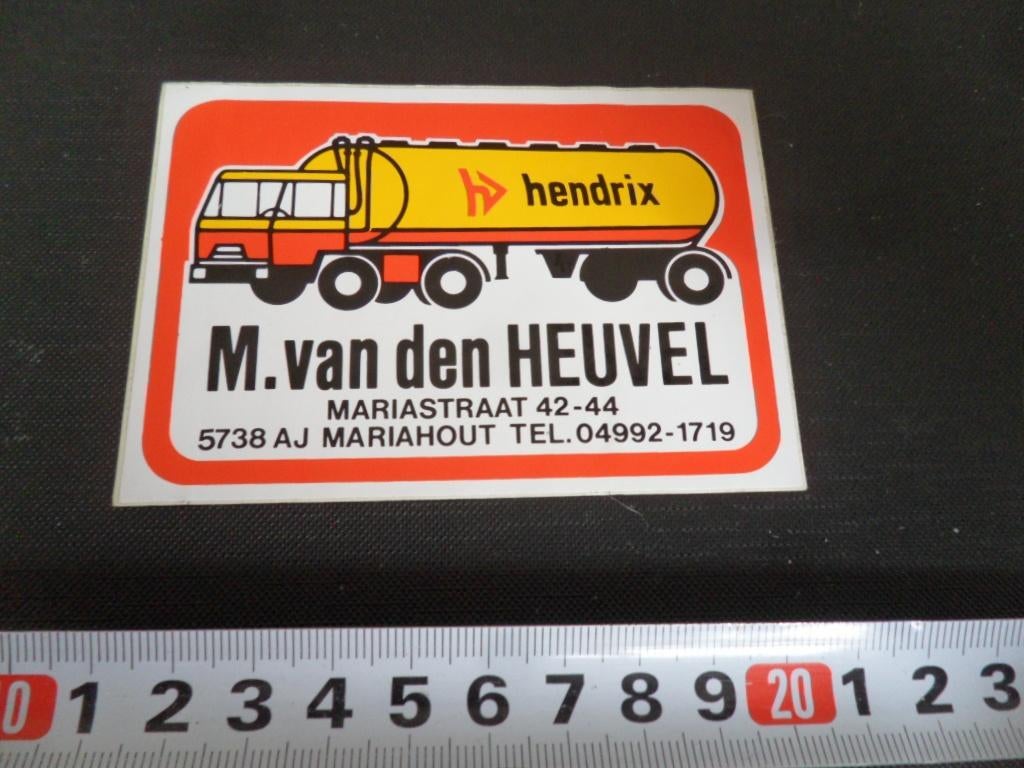 hendrix
M. van den HEUVEL
MARIASTRAAT 42-44
5738 AJ MARIAHOUT TEL. 04992-1719
10 1 2 3 4 5 6 7 8 9 20 1 2 3